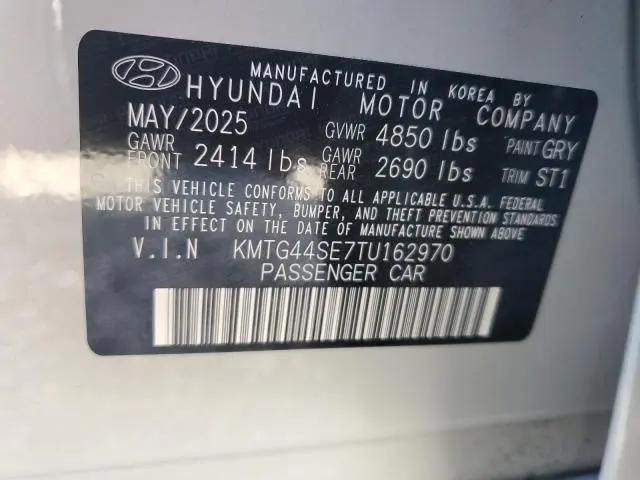 MANUFACTURED IN KOREA BY
HYUNDAI MOTOR COMPANY
MAY/2025 GVWR 4850 lbs PAINT GRY
GAWR FRONT 2414 lbs GAWR REAR 2690 lbs TRIM ST1
THIS VEHICLE CONFORMS TO ALL APPLICABLE U.S.A. FEDERAL
MOTOR VEHICLE SAFETY, BUMPER, AND THEFT PREVENTION STANDARDS
IN EFFECT ON THE DATE OF MANUFACTURE SHOWN ABOVE
V.I.N KMTG44SE7TU162970
PASSENGER CAR